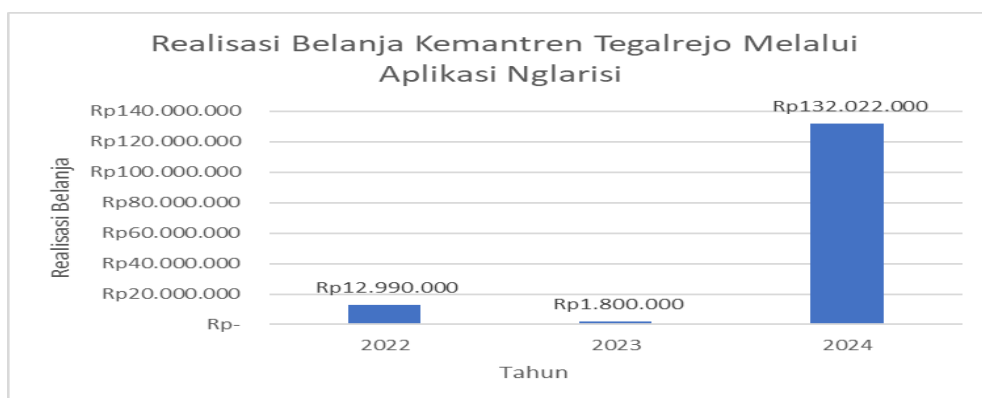 Realisasi Belanja Kemantren Tegalrejo Melalui
Aplikasi Nglarisi
Realisasi Belanja
Rp140.000.000
Rp120.000.000
Rp100.000.000
Rp80.000.000
Rp60.000.000
Rp40.000.000
Rp20.000.000
Rp-
Rp12.990.000
Rp1.800.000
Rp132.022.000
2022
2023
2024
Tahun